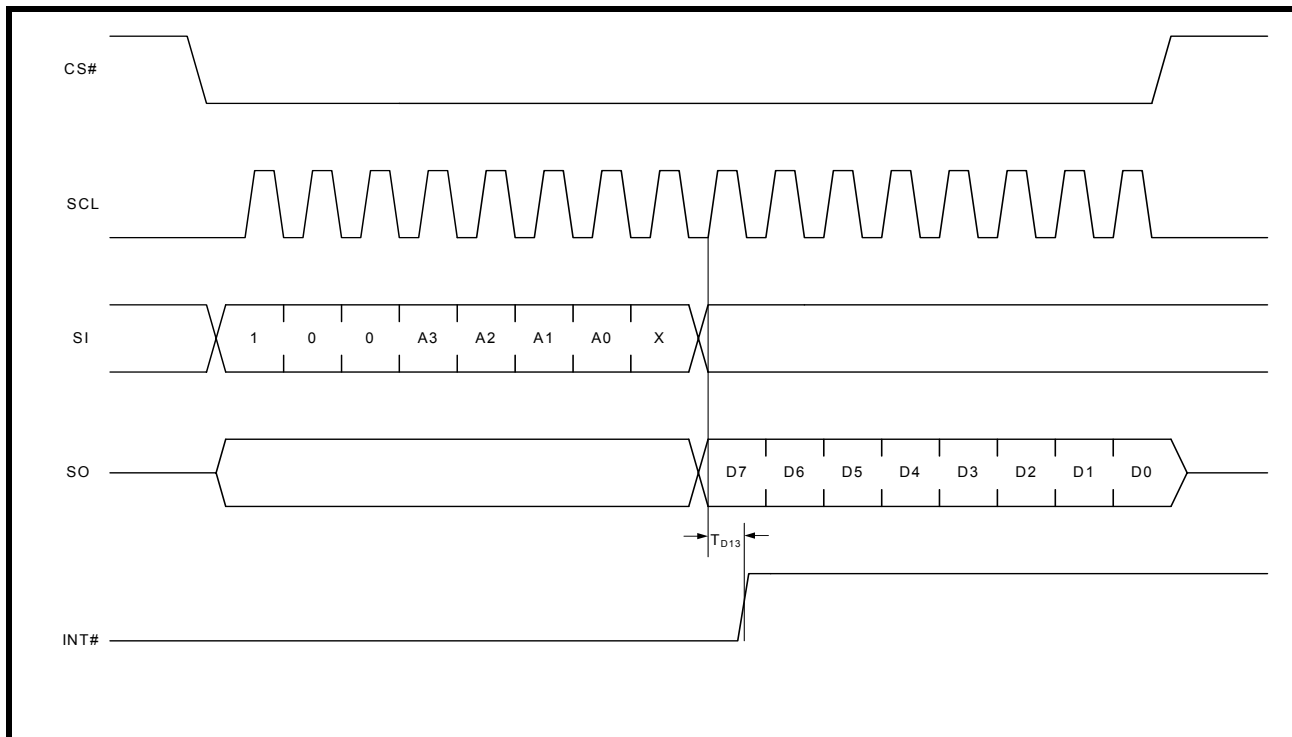 CS#
SCL
SI
1 0 0 A3 A2 A1 A0 X
SO
D7 D6 D5 D4 D3 D2 D1 D0
TD13
INT#